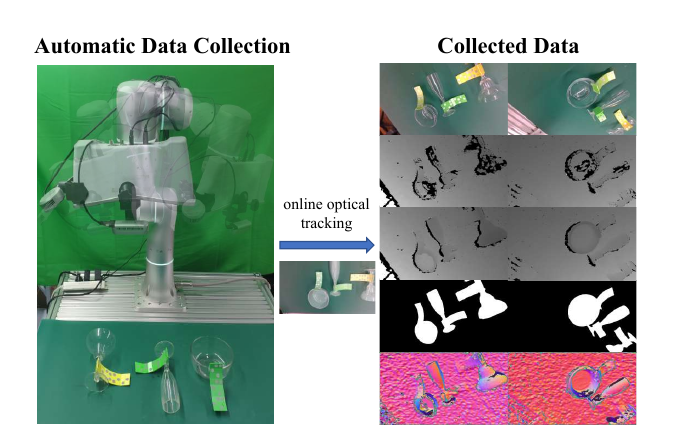 Automatic Data Collection
Collected Data
online optical
tracking